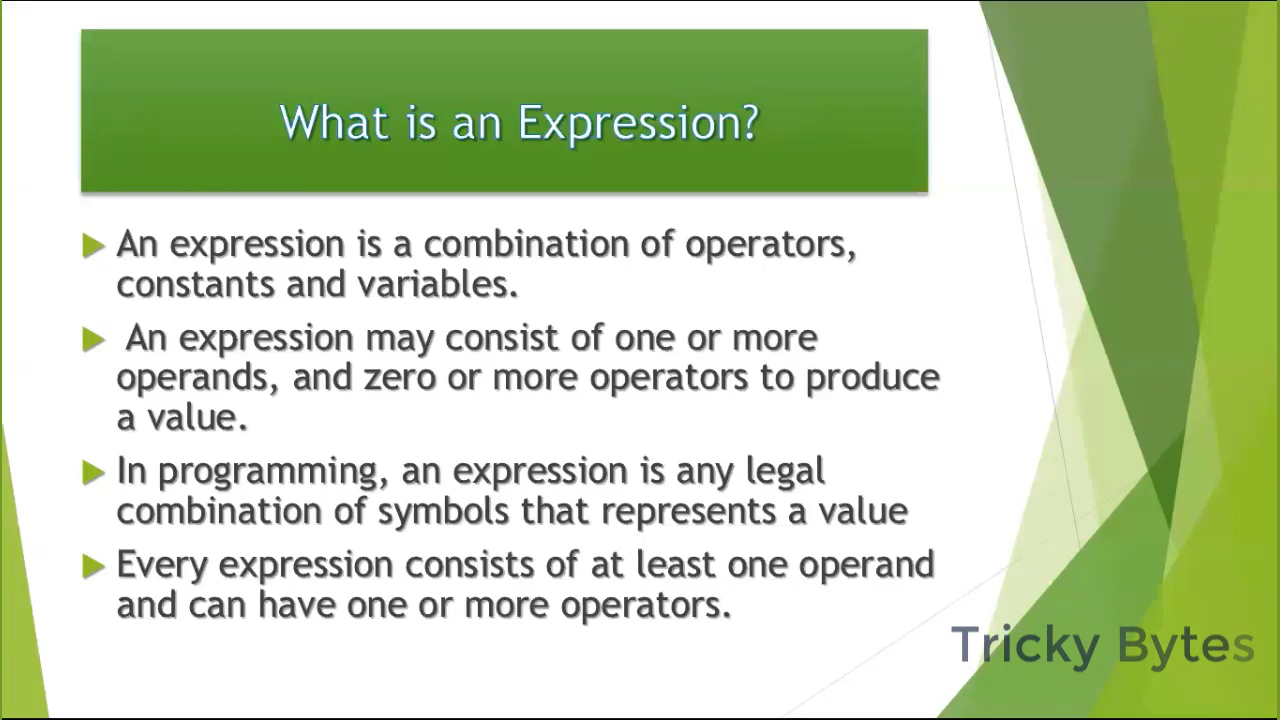 What is an Expression?
An expression is a combination of operators,
constants and variables.
An expression may consist of one or more
operands, and zero or more operators to produce
a value.
In programming, an expression is any legal
combination of symbols that represents a value
Every expression consists of at least one operand
and can have one or more operators.
Tricky Bytes